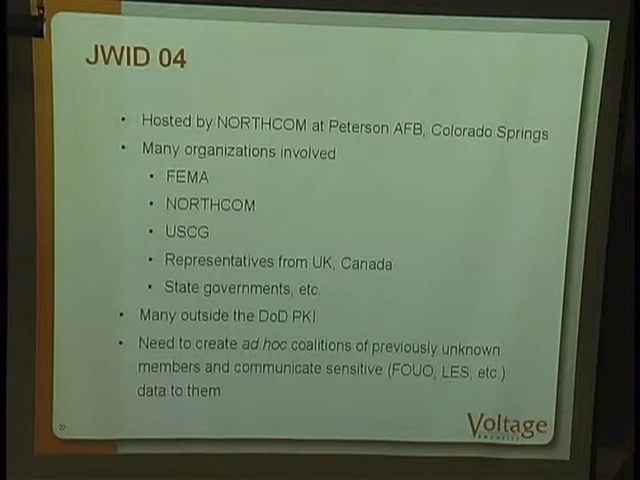 JWID 04
• Hosted by NORTHCOM at Peterson AFB, Colorado Springs
• Many organizations involved
• FEMA
• NORTHCOM
• USCG
• Representatives from UK, Canada
• State governments, etc.
• Many outside the DoD PKI
• Need to create ad hoc coalitions of previously unknown
members and communicate sensitive (FOUO, LES, etc.)
data to them
22
Voltage
SECURITY